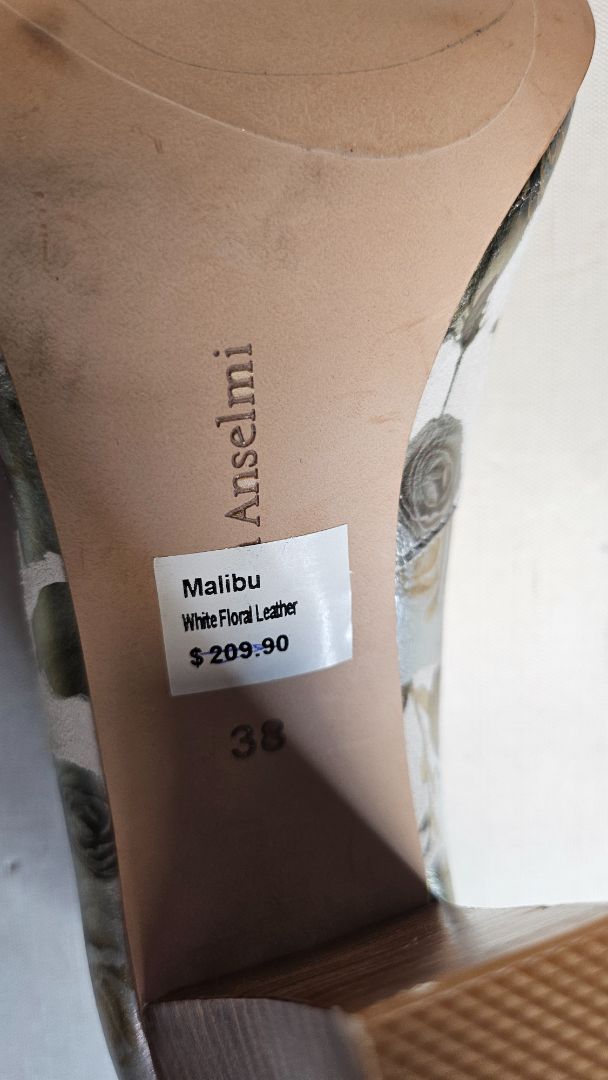 Anselmi
Malibu
White Floral Leather
$ 209.90
38